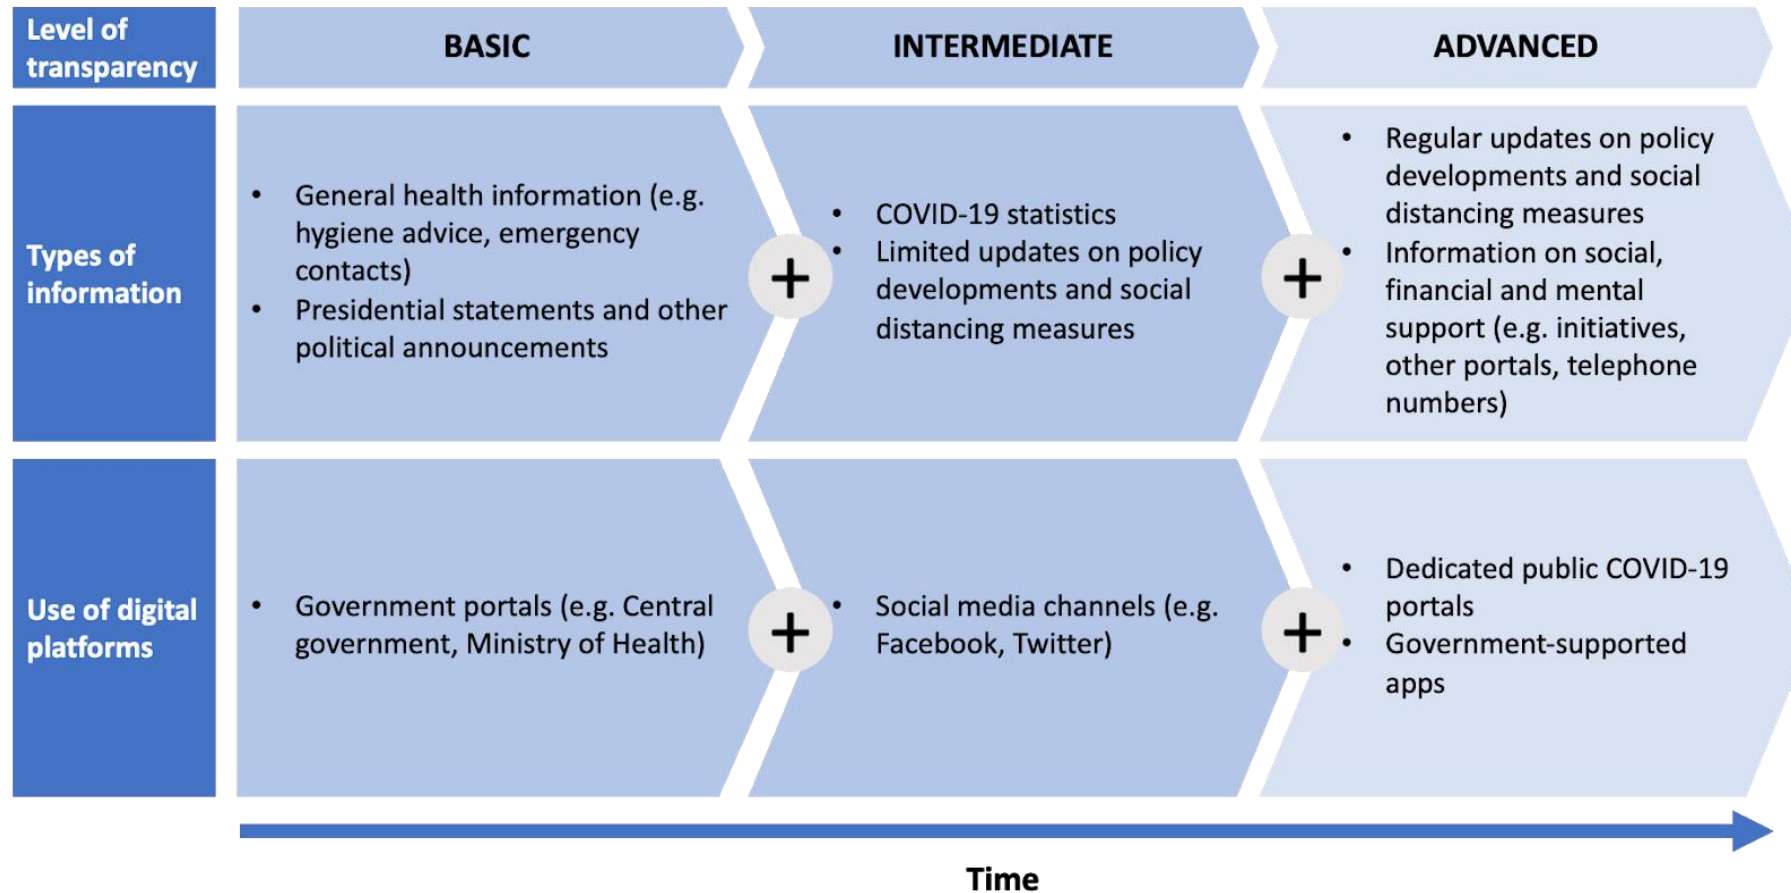 Level of
transparency
BASIC
INTERMEDIATE
ADVANCED
Types of
information
• General health information (e.g.
hygiene advice, emergency
contacts)
• Presidential statements and other
political announcements
+
• COVID-19 statistics
• Limited updates on policy
developments and social
distancing measures
+
• Regular updates on policy
developments and social
distancing measures
• Information on social,
financial and mental
support (e.g. initiatives,
other portals, telephone
numbers)
Use of digital
platforms
• Government portals (e.g. Central
government, Ministry of Health)
+
• Social media channels (e.g.
Facebook, Twitter)
+
• Dedicated public COVID-19
portals
• Government-supported
apps
Time